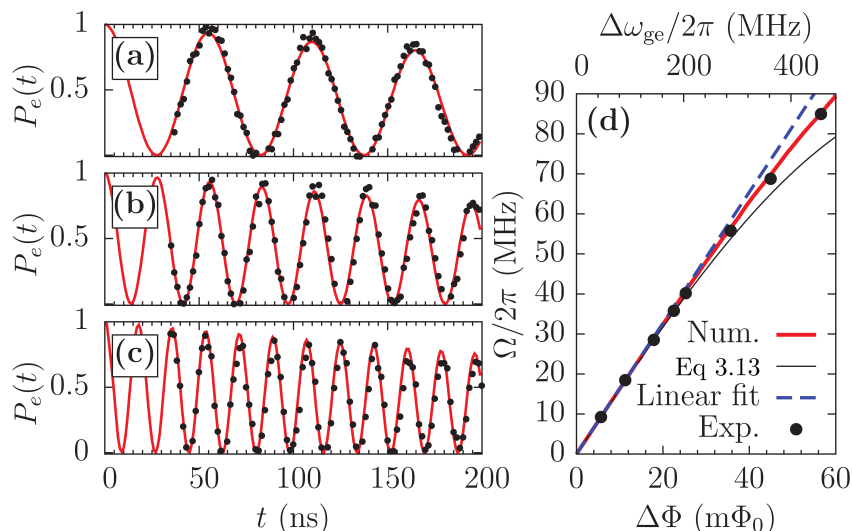 (a)
P_e(t)
1
0.5
0
(b)
P_e(t)
1
0.5
0
(c)
P_e(t)
1
0.5
0
0 50 100 150 200
t (ns)
Δω_ge/2π (MHz)
0 200 400
(d)
Ω/2π (MHz)
90
80
70
60
50
40
30
20
10
0
Num.
Eq 3.13
Linear fit
Exp.
0 20 40 60
ΔΦ (mΦ₀)